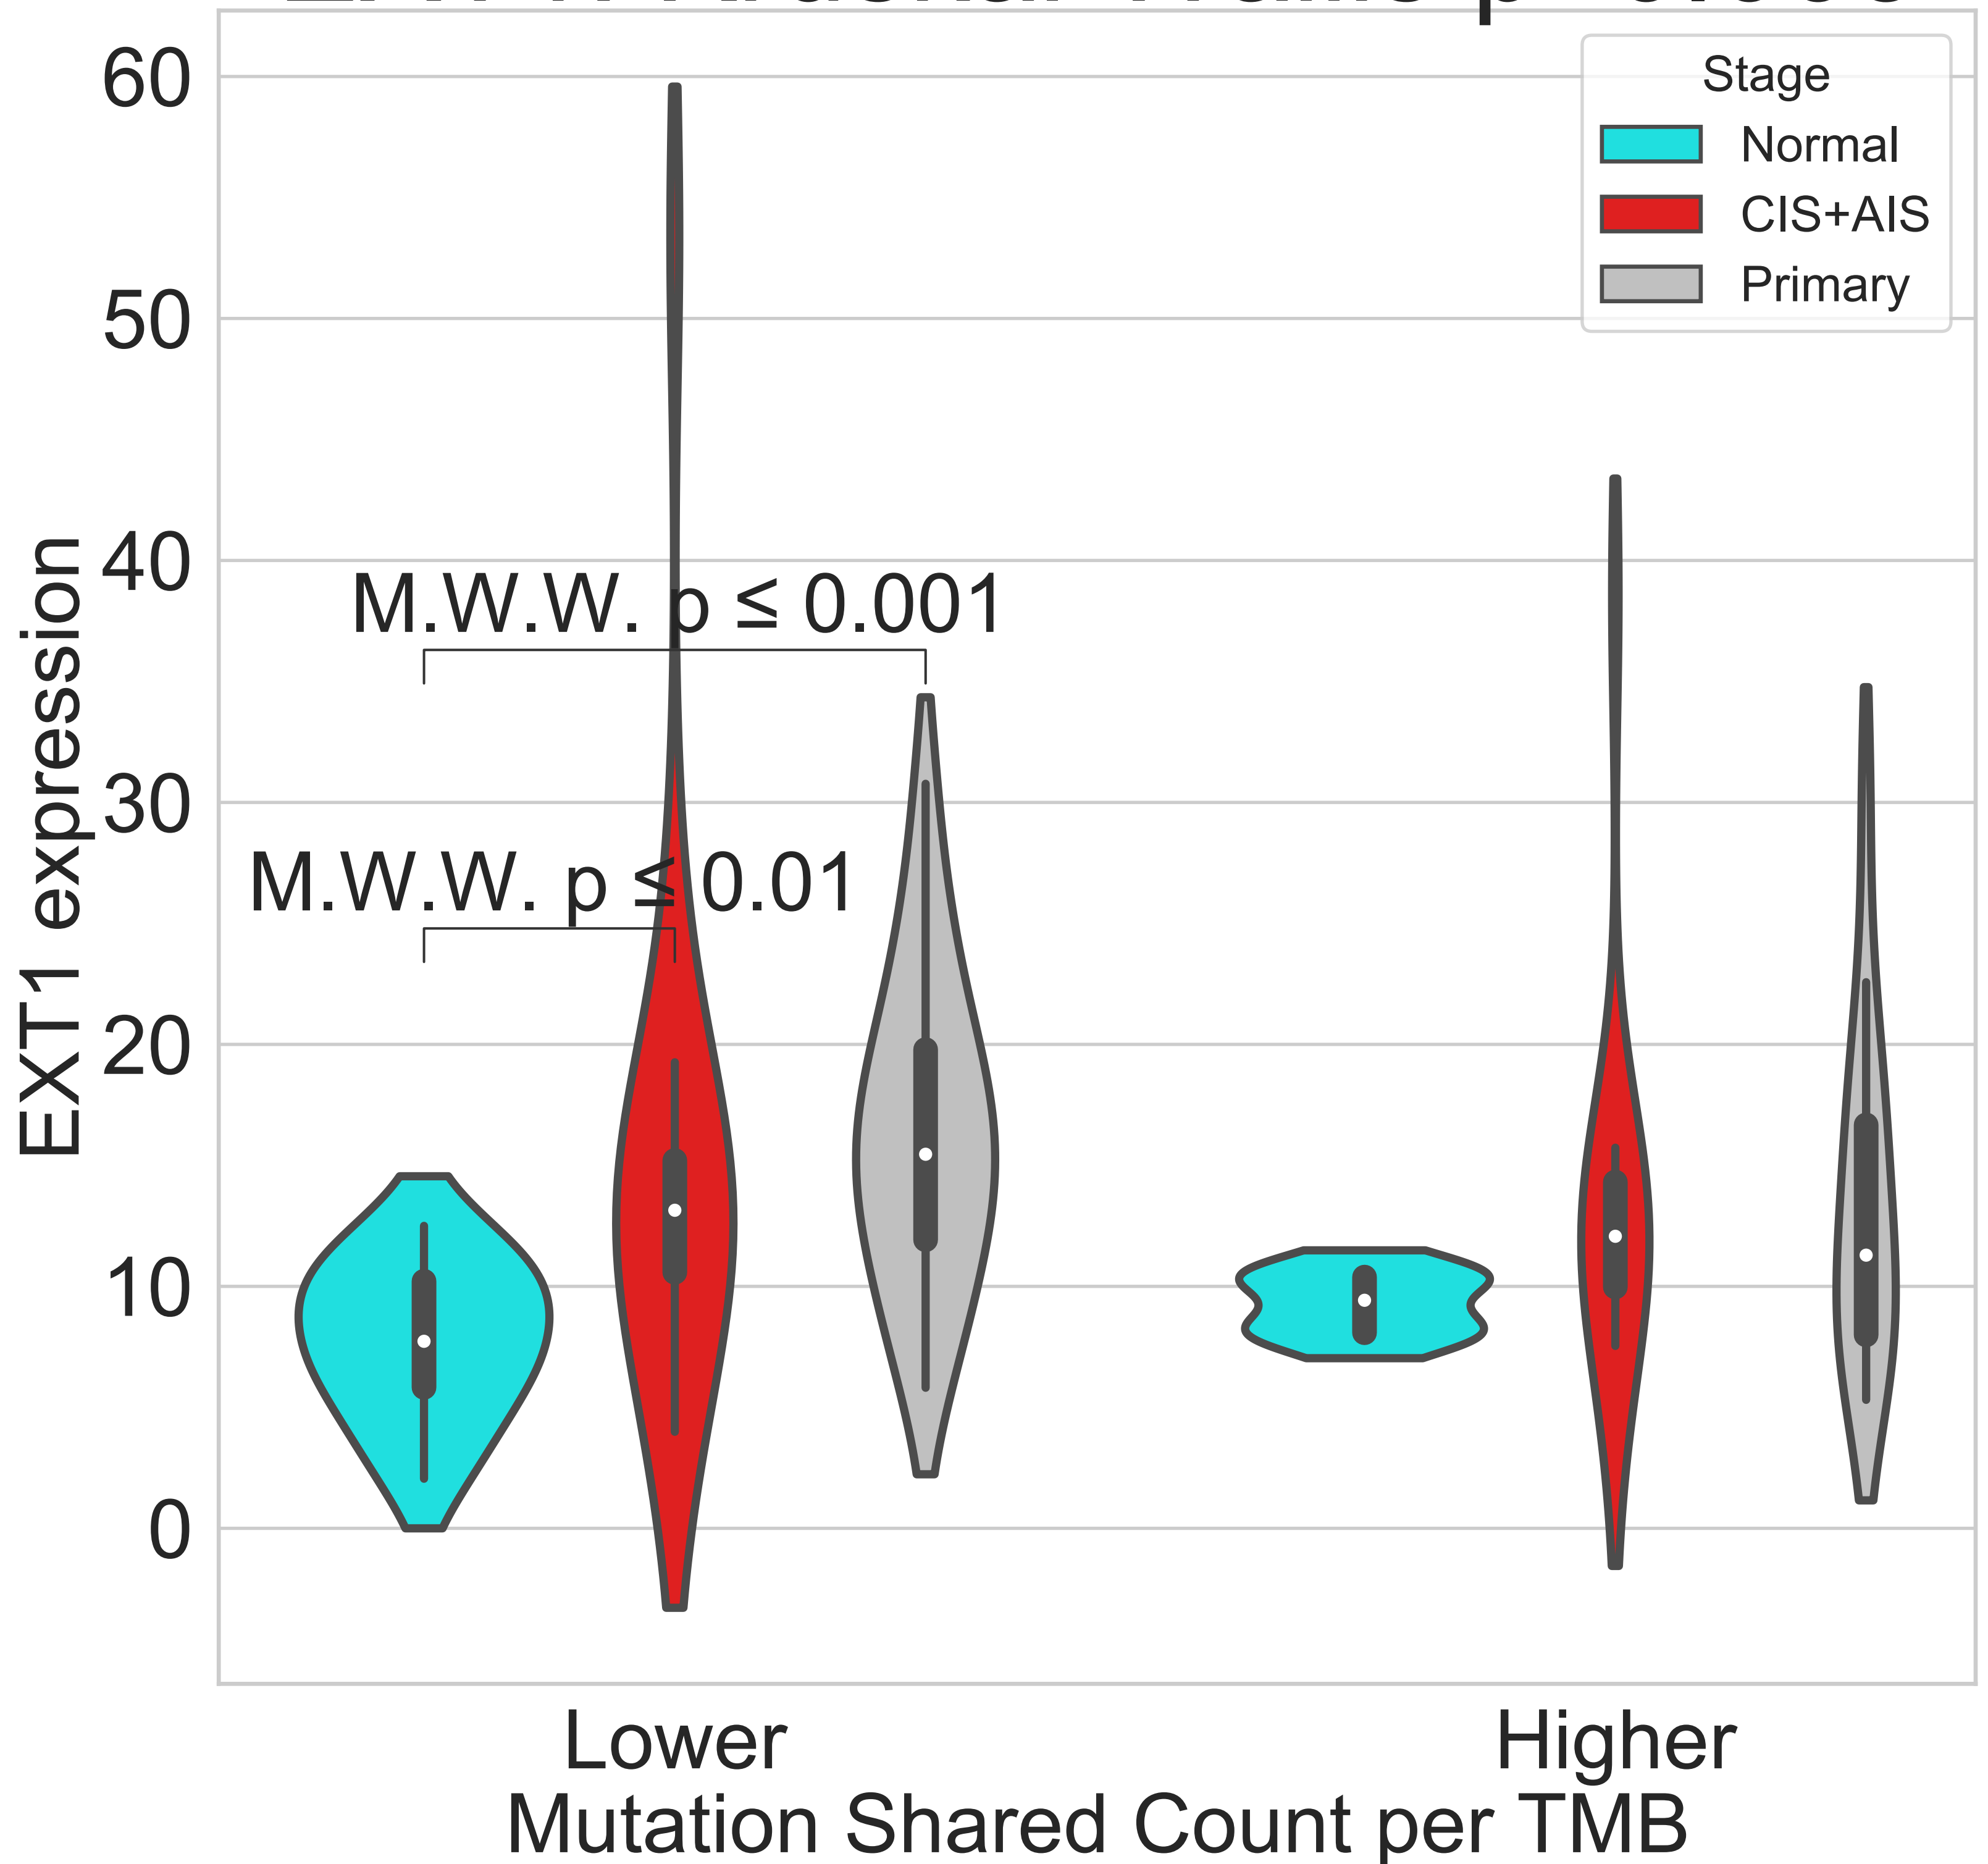 Stage
Normal
CIS+AIS
Primary
60
50
40
30
20
10
0
EXT1 expression
M.W.W. p ≤ 0.001
M.W.W. p ≤ 0.01
Lower
Higher
Mutation Shared Count per TMB